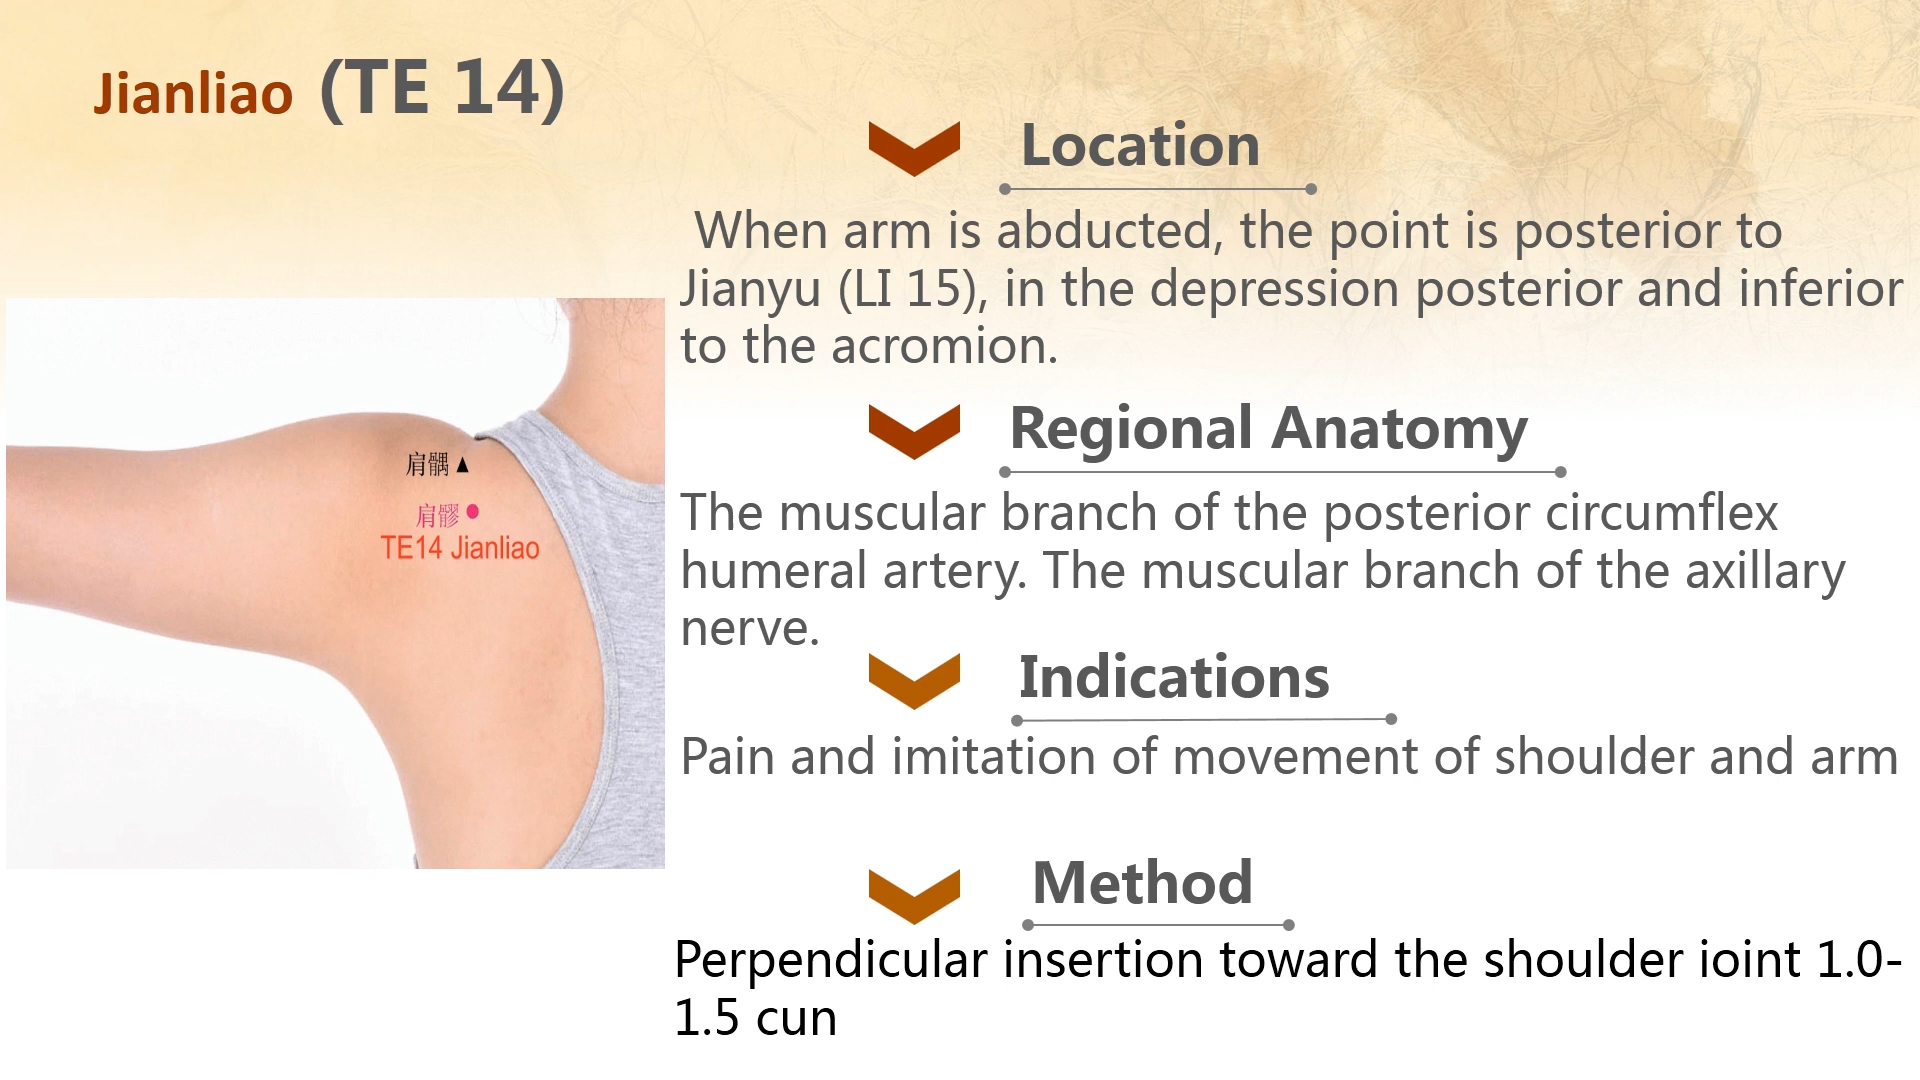 Jianliao (TE 14)
Location
When arm is abducted, the point is posterior to
Jianyu (LI 15), in the depression posterior and inferior
to the acromion.
肩髃
肩髎
TE14 Jianliao
Regional Anatomy
The muscular branch of the posterior circumflex
humeral artery. The muscular branch of the axillary
nerve.
Indications
Pain and imitation of movement of shoulder and arm
Method
Perpendicular insertion toward the shoulder ioint 1.0-
1.5 cun